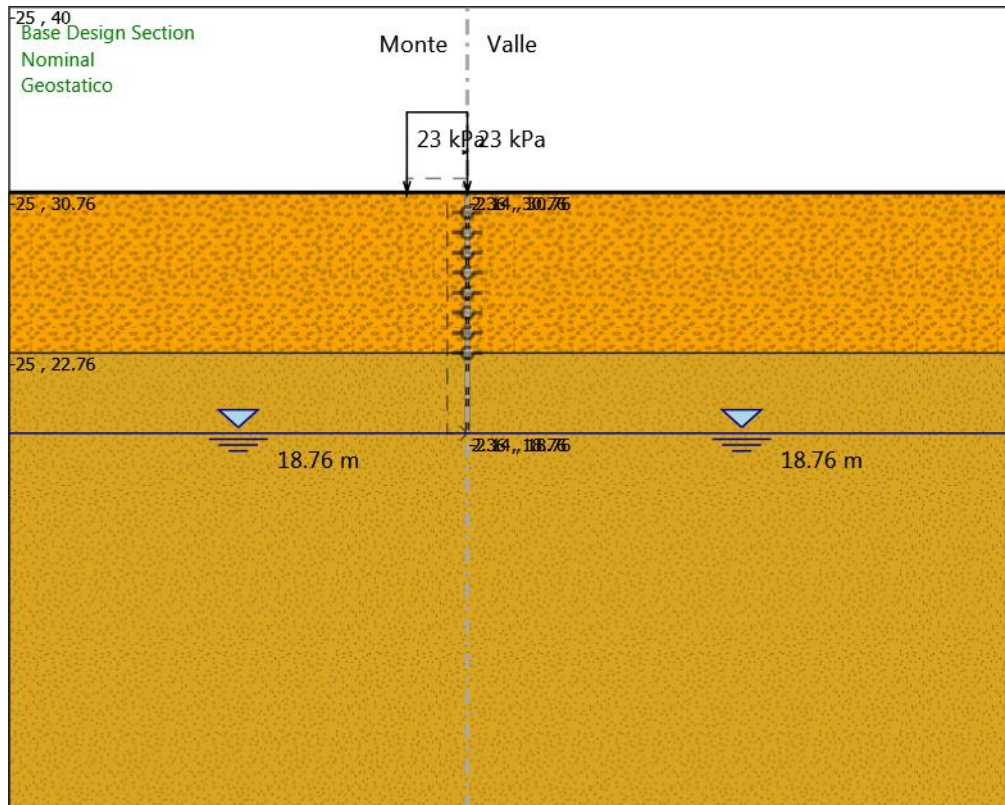 -25 , 40
Base Design Section
Nominal
Geostatico
Monte
Valle
23 kPa
23 kPa
-25 , 30.76
-25 , 22.76
18.76 m
18.76 m